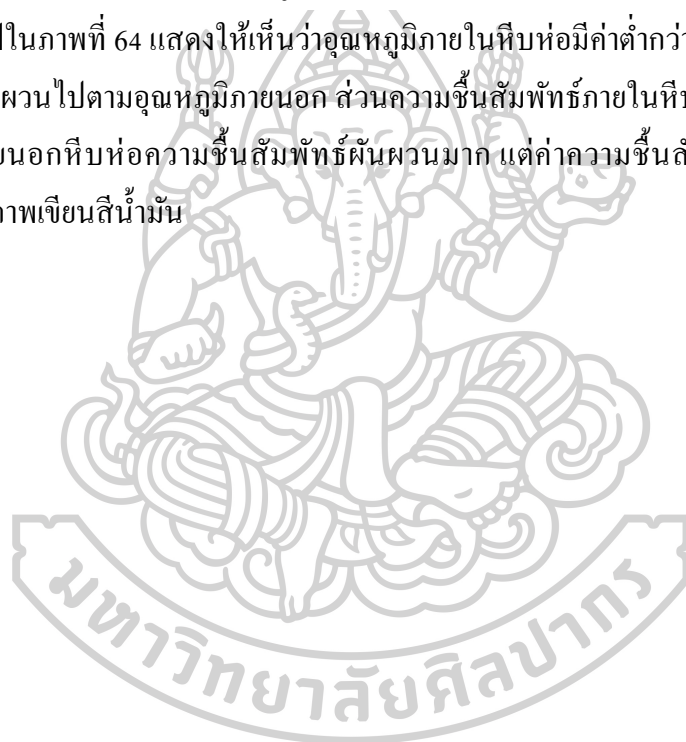 ปในภาพที่ 64 แสดงให้เห็นว่าอุณหภูมิภายในหีบห่อมีค่าต่ำกว่า
ผวนไปตามอุณหภูมิภายนอก ส่วนความชื้นสัมพัทธ์ภายในหีบ
ยนอกหีบห่อความชื้นสัมพัทธ์ผันผวนมาก แต่ค่าความชื้นสั
าพเขียนสีน้ำมัน
มหาวิทยาลัยศิลปากร